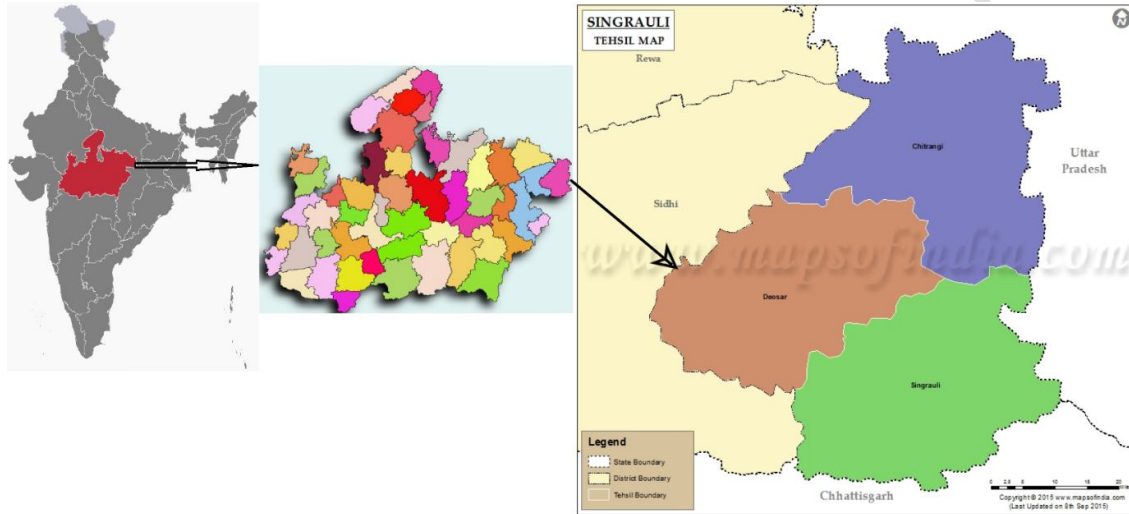 SINGRAULI
TEHSIL MAP
N
Rewa
Chitrangi
Uttar
Pradesh
Sidhi
www.mapsofindia.com
Deosar
Singrauli
Legend
State Boundary
District Boundary
Tehsil Boundary
Chhattisgarh
Copyright © 2015 www.mapsofindia.com
(Last Updated on 8th Sep 2015)